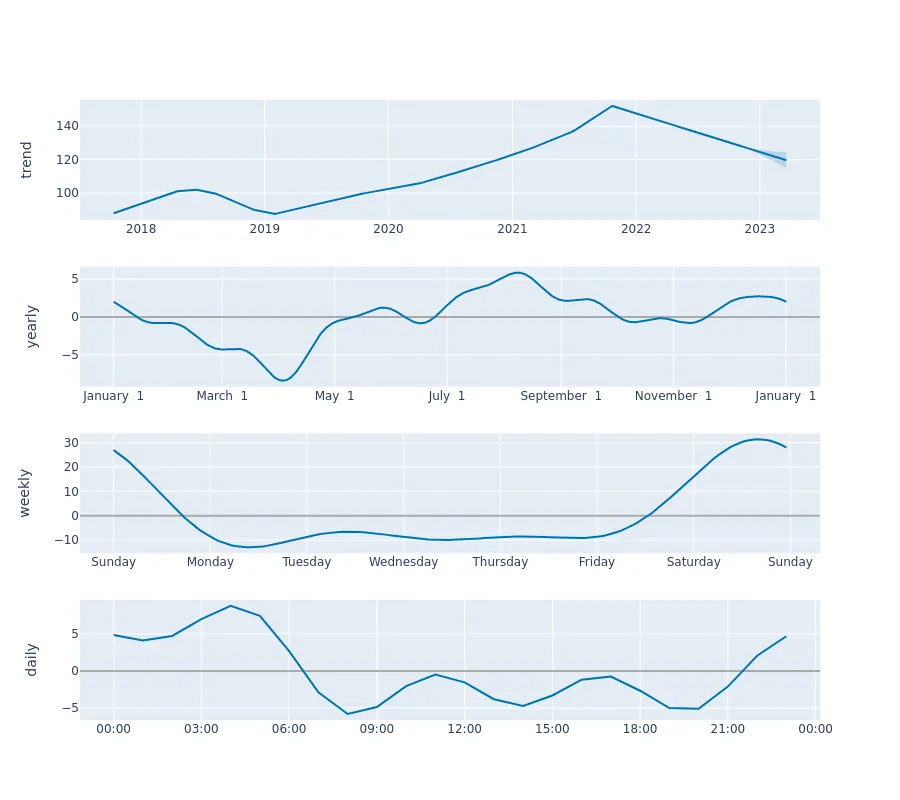 trend
140
120
100
2018 2019 2020 2021 2022 2023
yearly
5
0
−5
January 1 March 1 May 1 July 1 September 1 November 1 January 1
weekly
30
20
10
0
−10
Sunday Monday Tuesday Wednesday Thursday Friday Saturday Sunday
daily
5
0
−5
00:00 03:00 06:00 09:00 12:00 15:00 18:00 21:00 00:00